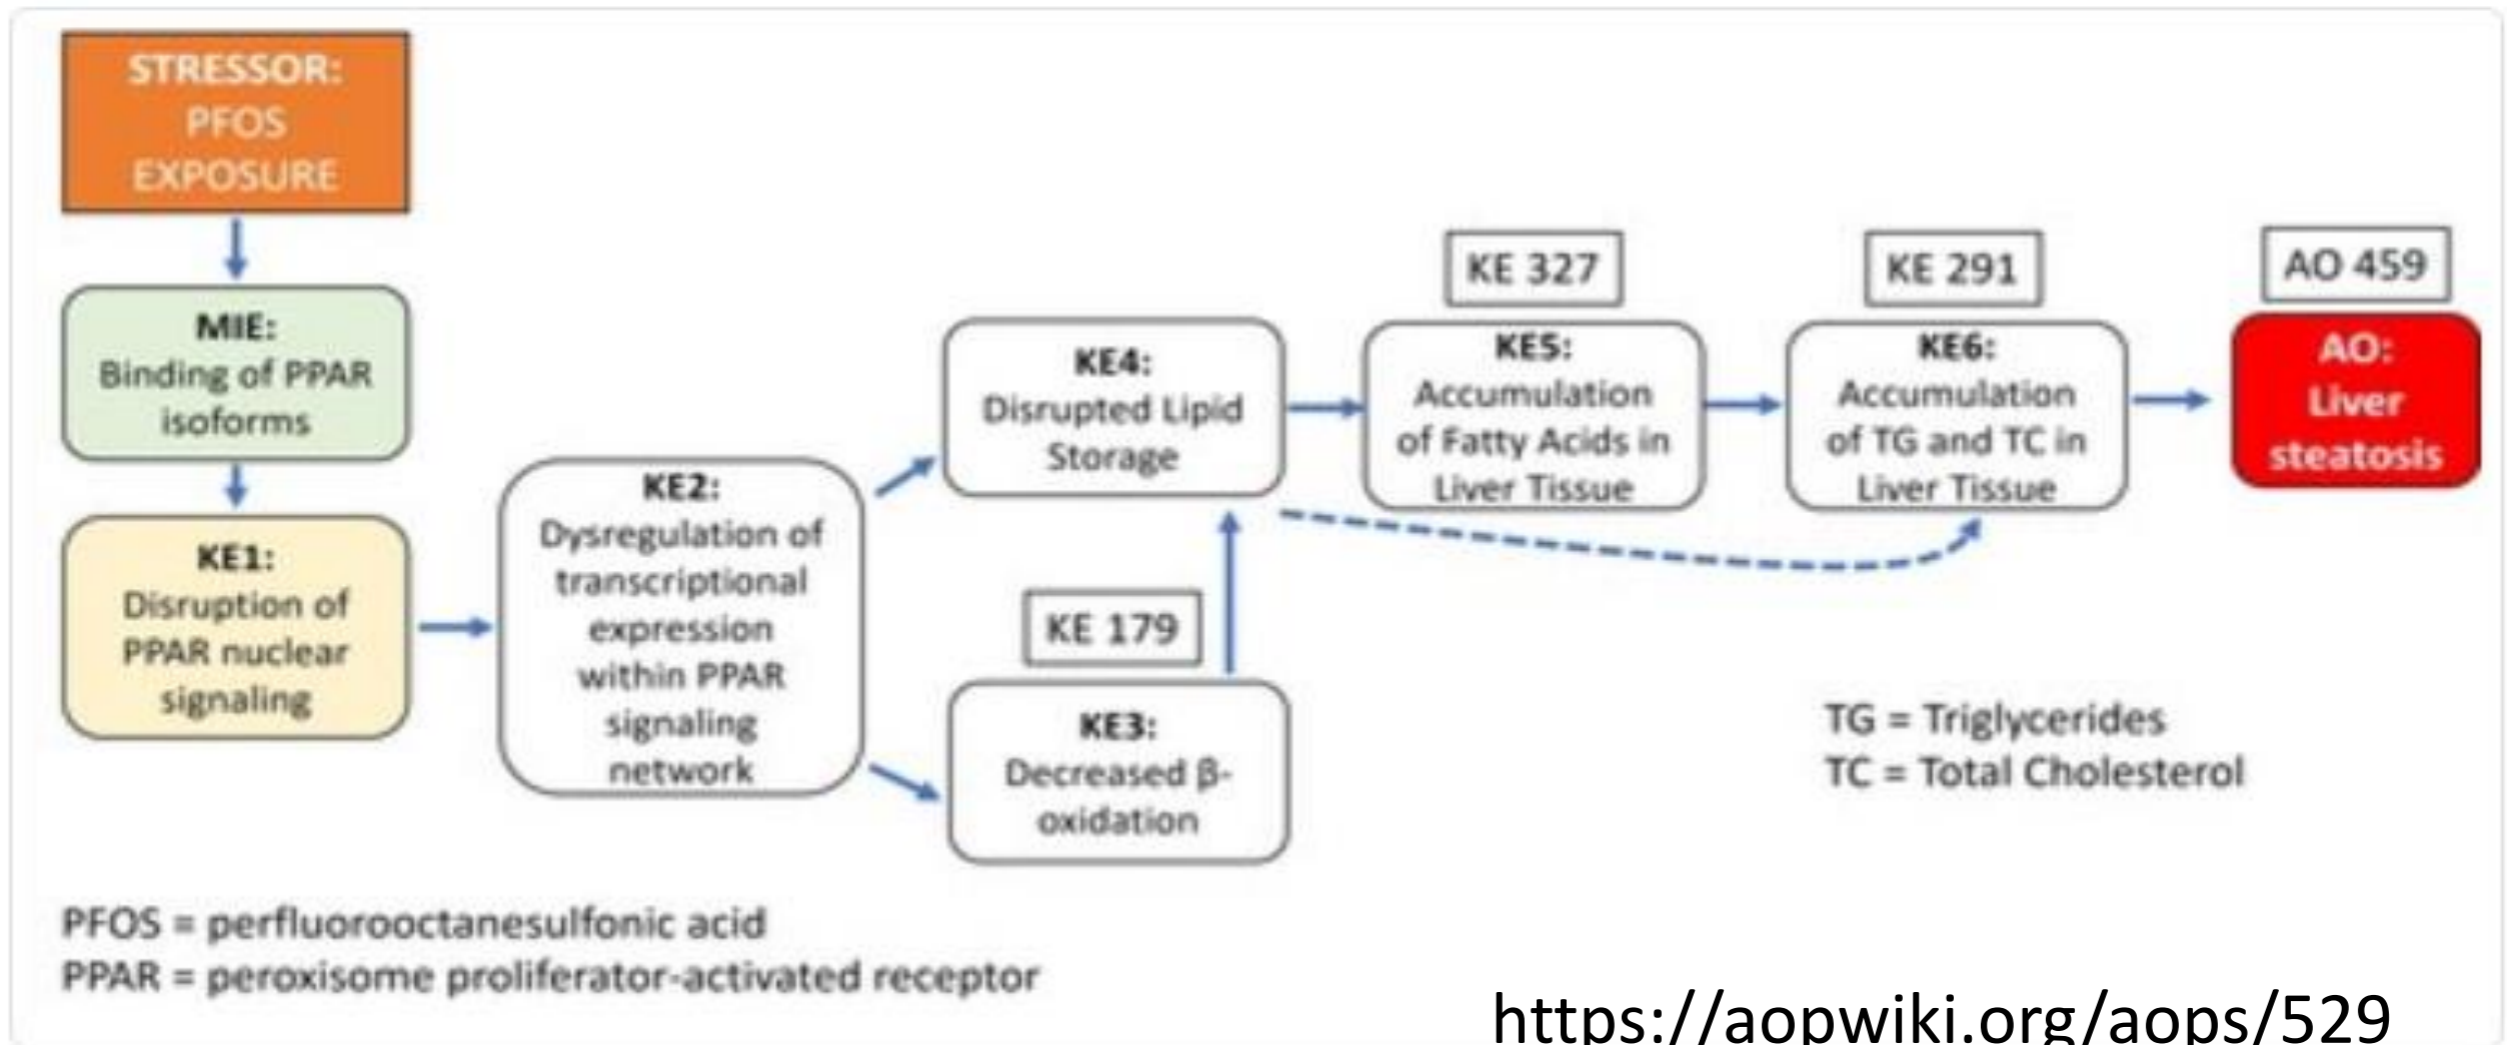 STRESSOR:
PFOS
EXPOSURE
MIE:
Binding of PPAR
isoforms
KE1:
Disruption of
PPAR nuclear
signaling
KE2:
Dysregulation of
transcriptional
expression
within PPAR
signaling
network
KE 179
KE3:
Decreased β-
oxidation
KE4:
Disrupted Lipid
Storage
KE 327
KE5:
Accumulation
of Fatty Acids in
Liver Tissue
KE 291
KE6:
Accumulation
of TG and TC in
Liver Tissue
AO 459
AO:
Liver
steatosis
TG = Triglycerides
TC = Total Cholesterol
PFOS = perfluorooctanesulfonic acid
PPAR = peroxisome proliferator-activated receptor
https://aopwiki.org/aops/529